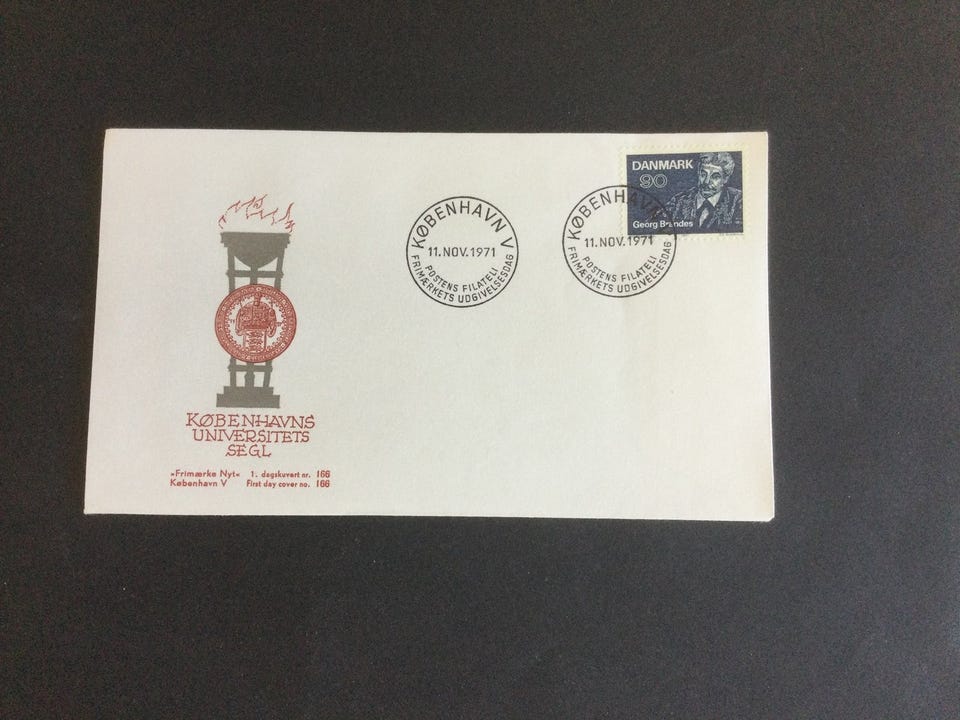 DANMARK
90
Georg Brandes
KØBENHAVN V
11.NOV.1971
POSTENS FILATELI
FRIMÆRKETS UDGIVELSESDAG
KØBENHAVN V
11.NOV.1971
POSTENS FILATELI
FRIMÆRKETS UDGIVELSESDAG
KØBENHAVNS
UNIVERSITETS
SEGL
»Frimærke Nyt« 1. dagskuvert nr. 166
København V First day cover no. 166